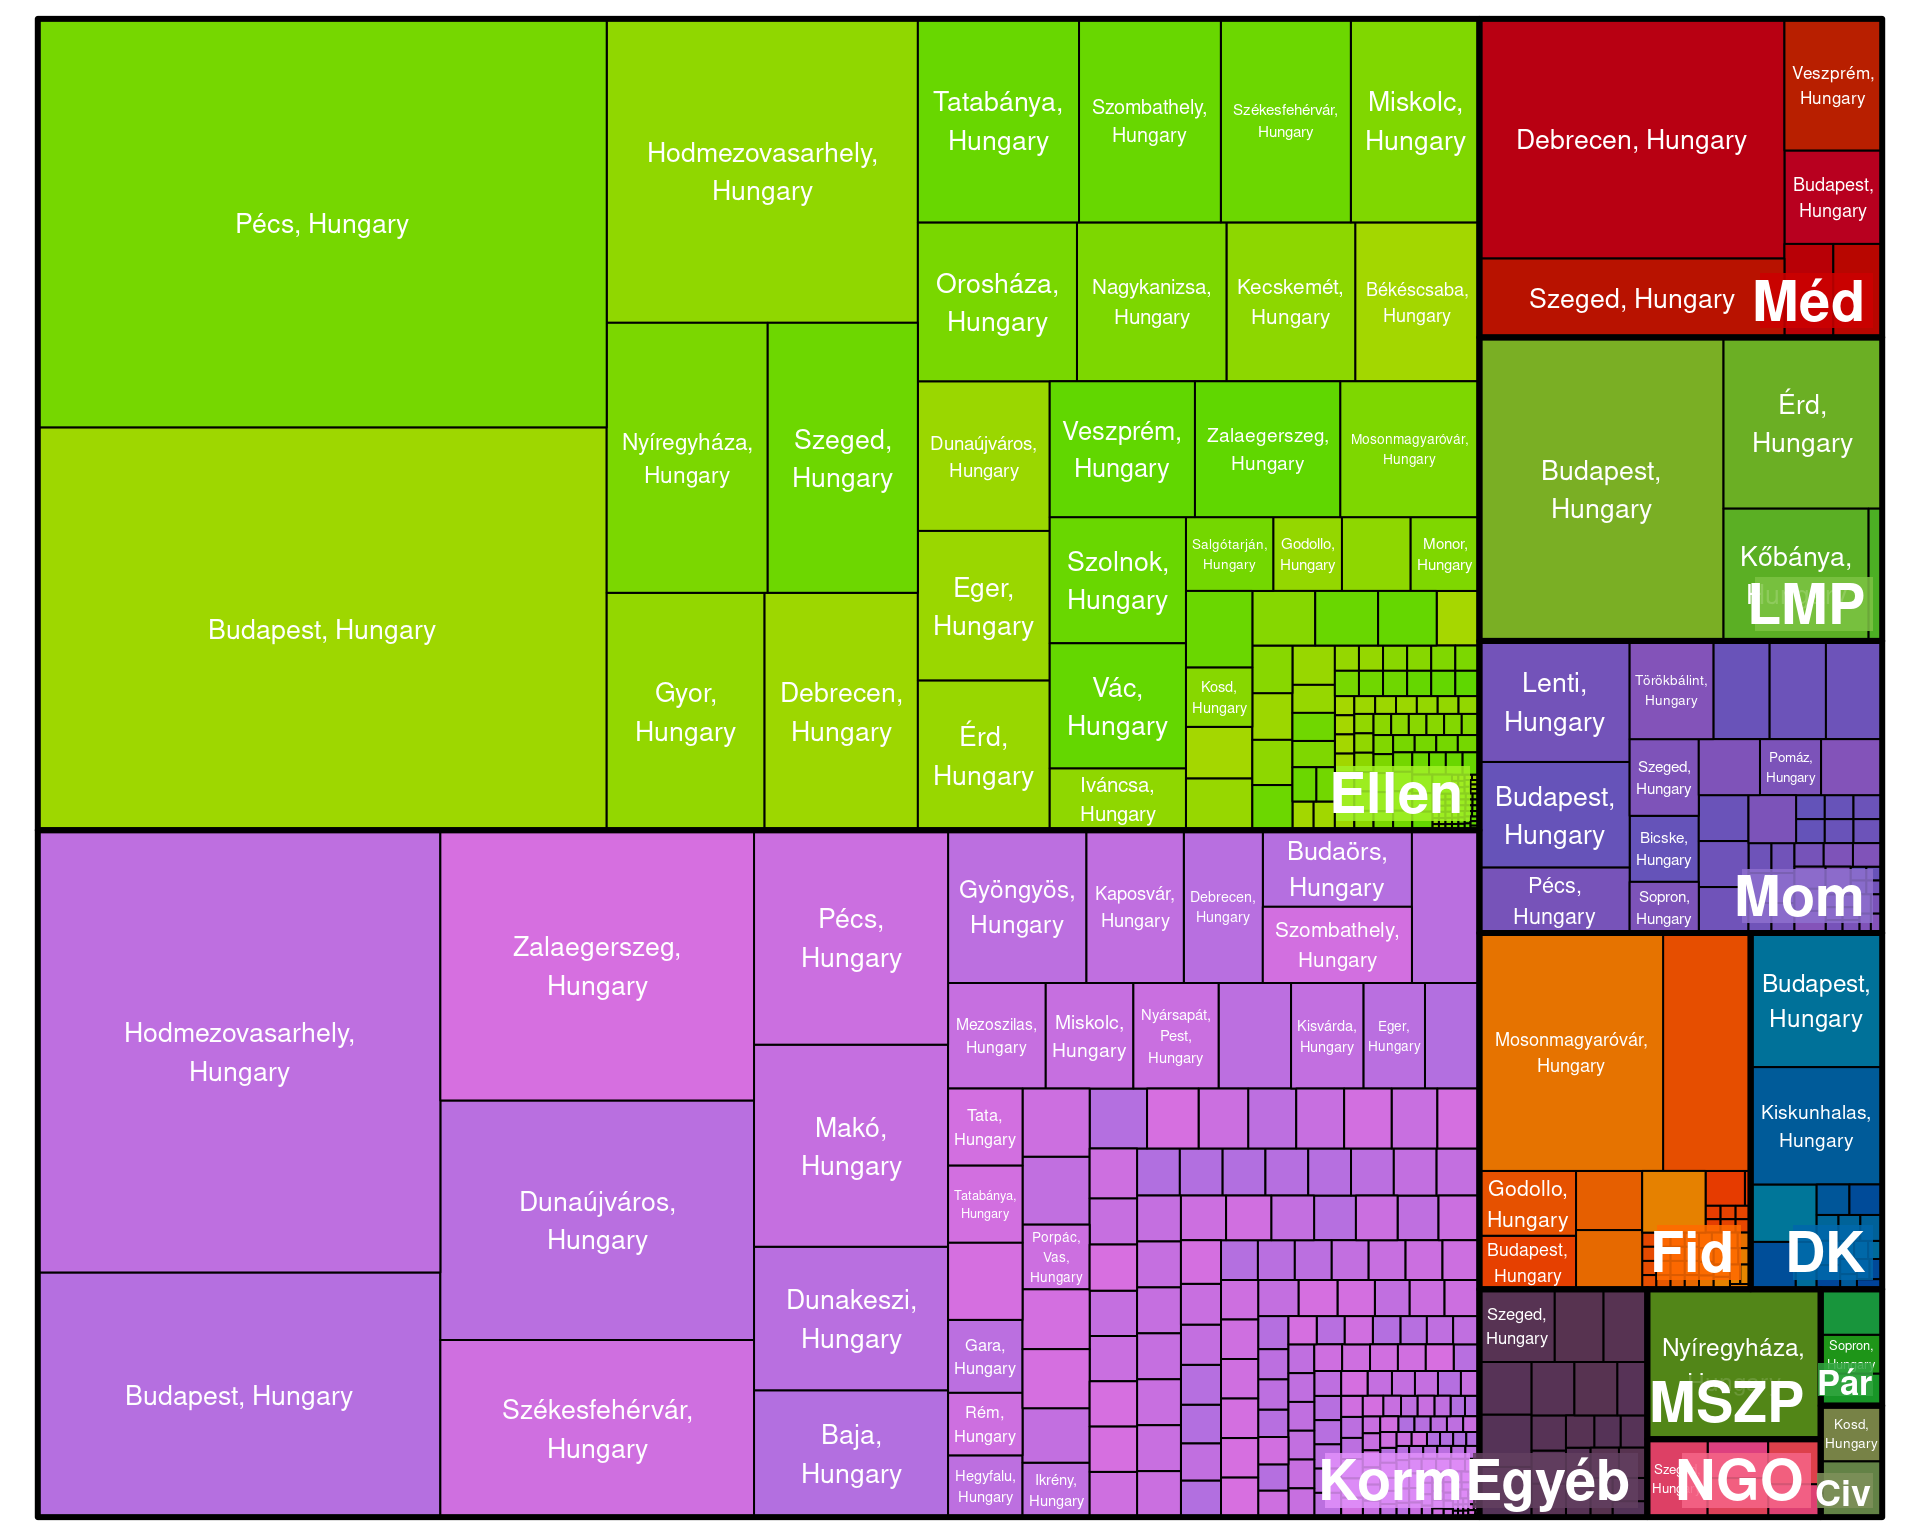 Pécs, Hungary
Budapest, Hungary
Hodmezovasarhely,
Hungary
Nyíregyháza,
Hungary
Szeged,
Hungary
Gyor,
Hungary
Debrecen,
Hungary
Tatabánya,
Hungary
Szombathely,
Hungary
Székesfehérvár,
Hungary
Miskolc,
Hungary
Orosháza,
Hungary
Nagykanizsa,
Hungary
Kecskemét,
Hungary
Békéscsaba,
Hungary
Dunaújváros,
Hungary
Eger,
Hungary
Érd,
Hungary
Veszprém,
Hungary
Zalaegerszeg,
Hungary
Mosonmagyaróvár,
Hungary
Szolnok,
Hungary
Vác,
Hungary
Iváncsa,
Hungary
Salgótarján,
Hungary
Godollo,
Hungary
Monor,
Hungary
Kosd,
Hungary
Ellen
Hodmezovasarhely,
Hungary
Budapest, Hungary
Zalaegerszeg,
Hungary
Dunaújváros,
Hungary
Székesfehérvár,
Hungary
Pécs,
Hungary
Makó,
Hungary
Dunakeszi,
Hungary
Baja,
Hungary
Gyöngyös,
Hungary
Kaposvár,
Hungary
Debrecen,
Hungary
Budaörs,
Hungary
Szombathely,
Hungary
Mezoszilas,
Hungary
Miskolc,
Hungary
Nyársapát,
Pest,
Hungary
Kisvárda,
Hungary
Eger,
Hungary
Tata,
Hungary
Tatabánya,
Hungary
Porpác,
Vas,
Hungary
Gara,
Hungary
Rém,
Hungary
Hegyfalu,
Hungary
Ikrény,
Hungary
Korm
Debrecen, Hungary
Szeged, Hungary
Veszprém,
Hungary
Budapest,
Hungary
Méd
Budapest,
Hungary
Érd,
Hungary
Kőbánya,
Hungary
LMP
Lenti,
Hungary
Budapest,
Hungary
Pécs,
Hungary
Törökbálint,
Hungary
Szeged,
Hungary
Pomáz,
Hungary
Bicske,
Hungary
Sopron,
Hungary
Mom
Mosonmagyaróvár,
Hungary
Godollo,
Hungary
Budapest,
Hungary
Fid
Budapest,
Hungary
Kiskunhalas,
Hungary
DK
Szeged,
Hungary
Egyéb
Nyíregyháza,
Hungary
MSZP
Sopron,
Hungary
Pár
NGO
Kosd,
Hungary
Civ